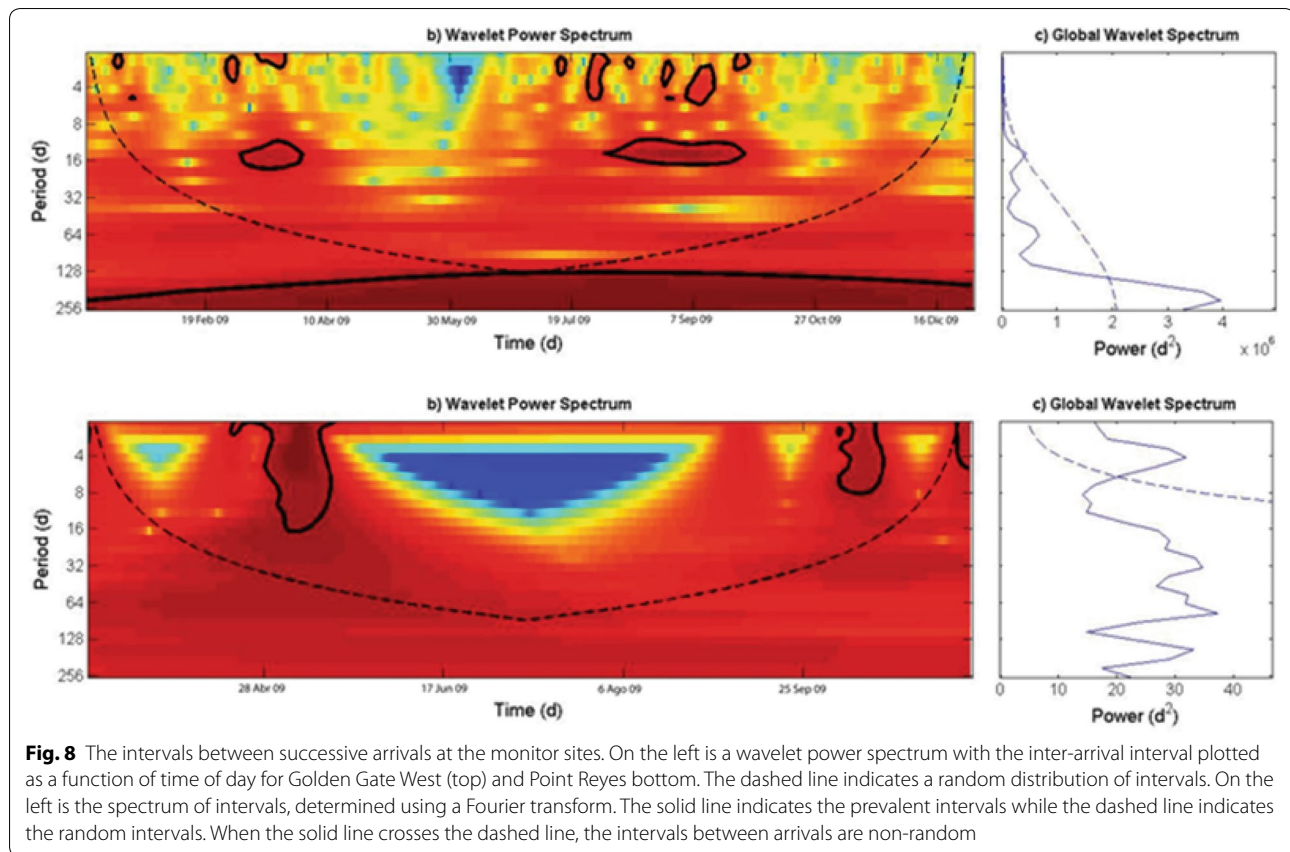 b) Wavelet Power Spectrum
c) Global Wavelet Spectrum
Period (d)
4
8
16
32
64
128
256
19 Feb 09 10 Abr 09 30 May 09 19 Jul 09 7 Sep 09 27 Oct 09 16 Dic 09
Time (d)
0 1 2 3 4
Power (d²) x 10⁶
b) Wavelet Power Spectrum
c) Global Wavelet Spectrum
Period (d)
4
8
16
32
64
128
256
28 Abr 09 17 Jun 09 6 Ago 09 25 Sep 09
Time (d)
0 10 20 30 40
Power (d²)
Fig. 8 The intervals between successive arrivals at the monitor sites. On the left is a wavelet power spectrum with the inter-arrival interval plotted
as a function of time of day for Golden Gate West (top) and Point Reyes bottom. The dashed line indicates a random distribution of intervals. On the
left is the spectrum of intervals, determined using a Fourier transform. The solid line indicates the prevalent intervals while the dashed line indicates
the random intervals. When the solid line crosses the dashed line, the intervals between arrivals are non-random